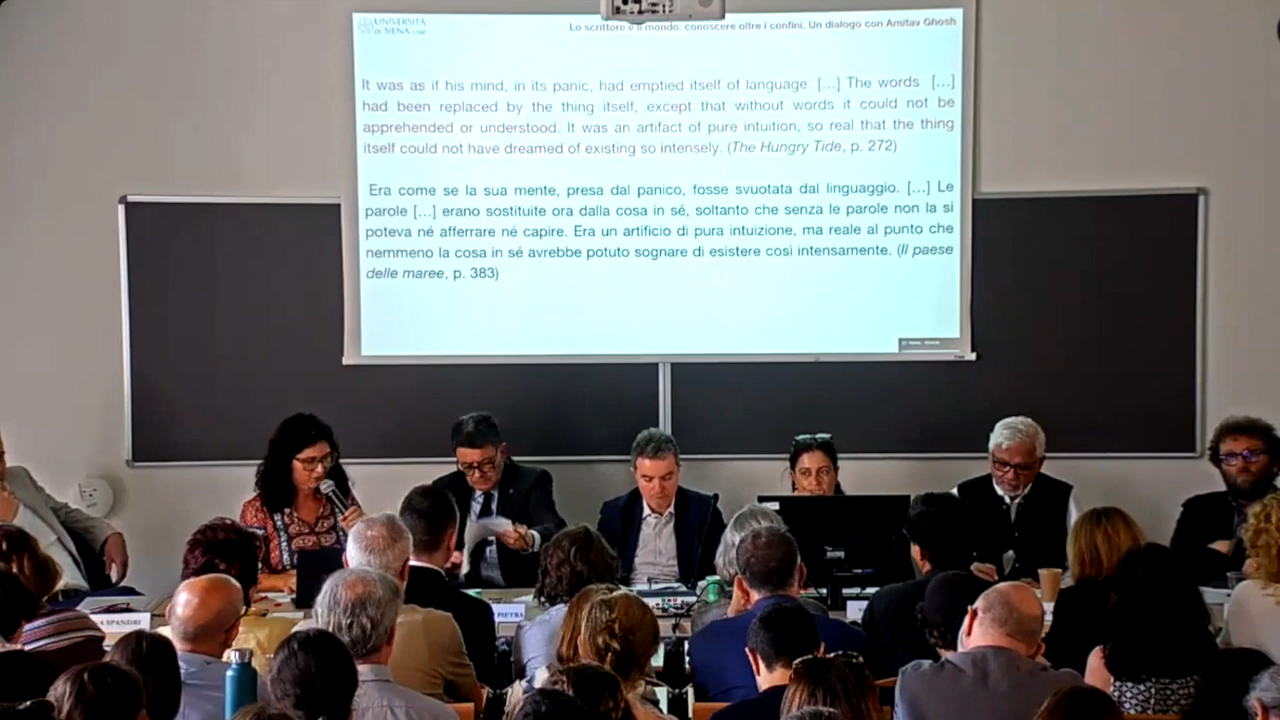 UNIVERSITÀ
DI SIENA 1240
Lo scrittore e il mondo: conoscere oltre i confini. Un dialogo con Amitav Ghosh
It was as if his mind, in its panic, had emptied itself of language. […] The words […]
had been replaced by the thing itself, except that without words it could not be
apprehended or understood. It was an artifact of pure intuition, so real that the thing
itself could not have dreamed of existing so intensely. (The Hungry Tide, p. 272)
Era come se la sua mente, presa dal panico, fosse svuotata dal linguaggio. […] Le
parole […] erano sostituite ora dalla cosa in sé, soltanto che senza le parole non la si
poteva né afferrare né capire. Era un artificio di pura intuizione, ma reale al punto che
nemmeno la cosa in sé avrebbe potuto sognare di esistere così intensamente. (Il paese
delle maree, p. 383)
A SPANDRI
PIETRA